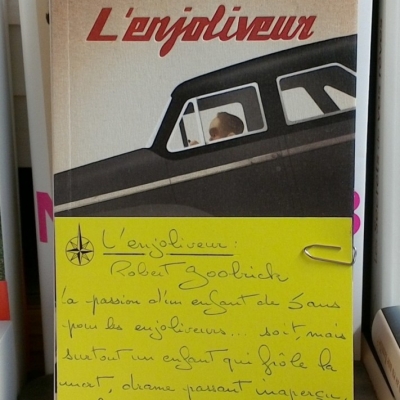 L'enjoliveur
L'enjoliveur :
Robert Goolrick
la passion d'un enfant de 5 ans
pour les enjoliveurs... soit, mais
surtout un enfant qui frôle la
mort, drame passant inaperçu